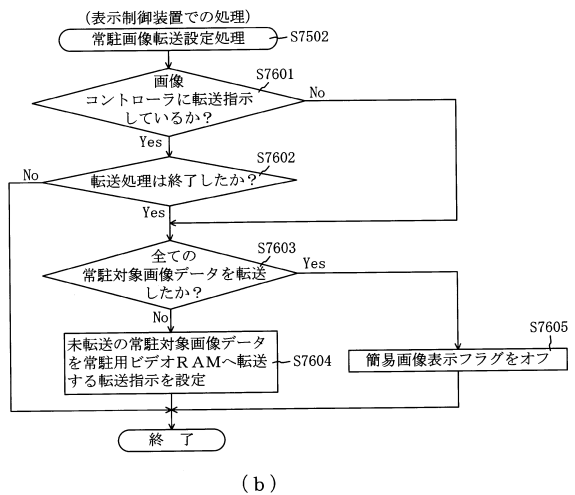 (表示制御装置での処理)
常駐画像転送設定処理
S7502
画像
コントローラに転送指示
しているか？
S7601
No
Yes
転送処理は終了したか？
S7602
No
Yes
全ての
常駐対象画像データを転送
したか？
S7603
Yes
No
未転送の常駐対象画像データ
を常駐用ビデオRAMへ転送
する転送指示を設定
S7604
S7605
簡易画像表示フラグをオフ
終 了
(b)